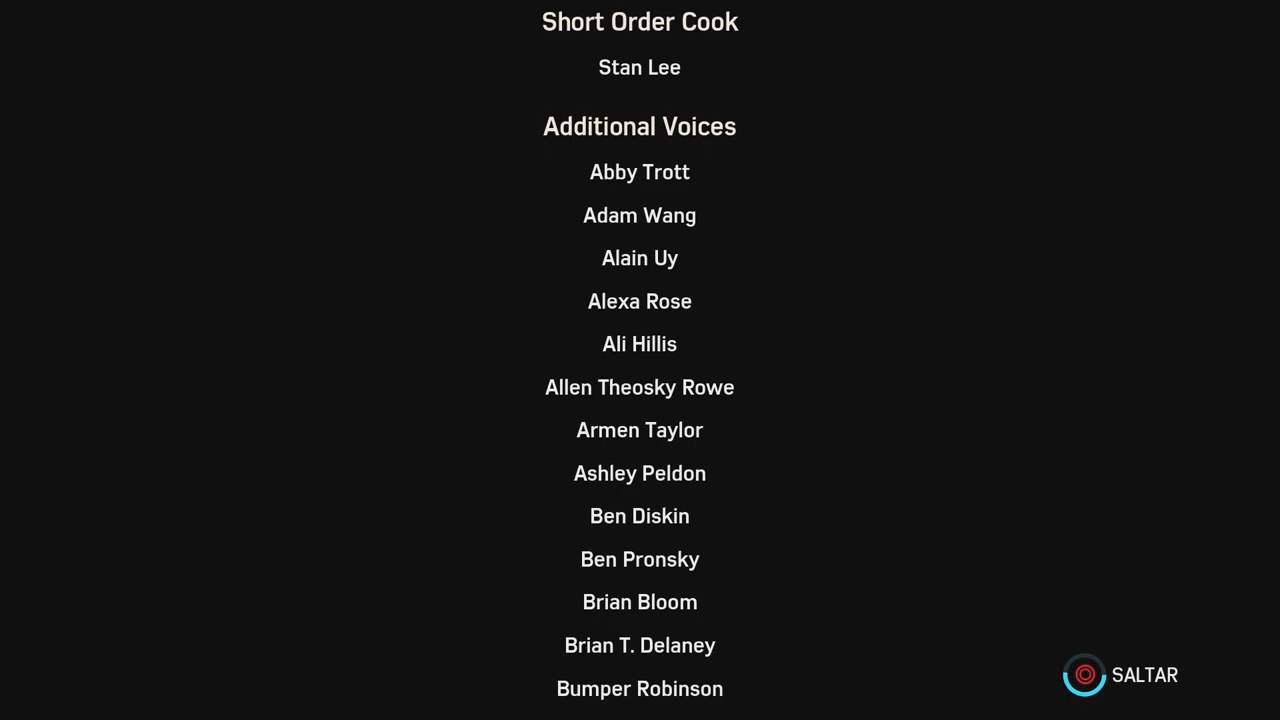 Short Order Cook
Stan Lee
Additional Voices
Abby Trott
Adam Wang
Alain Uy
Alexa Rose
Ali Hillis
Allen Theosky Rowe
Armen Taylor
Ashley Peldon
Ben Diskin
Ben Pronsky
Brian Bloom
Brian T. Delaney
SALTAR
Bumper Robinson